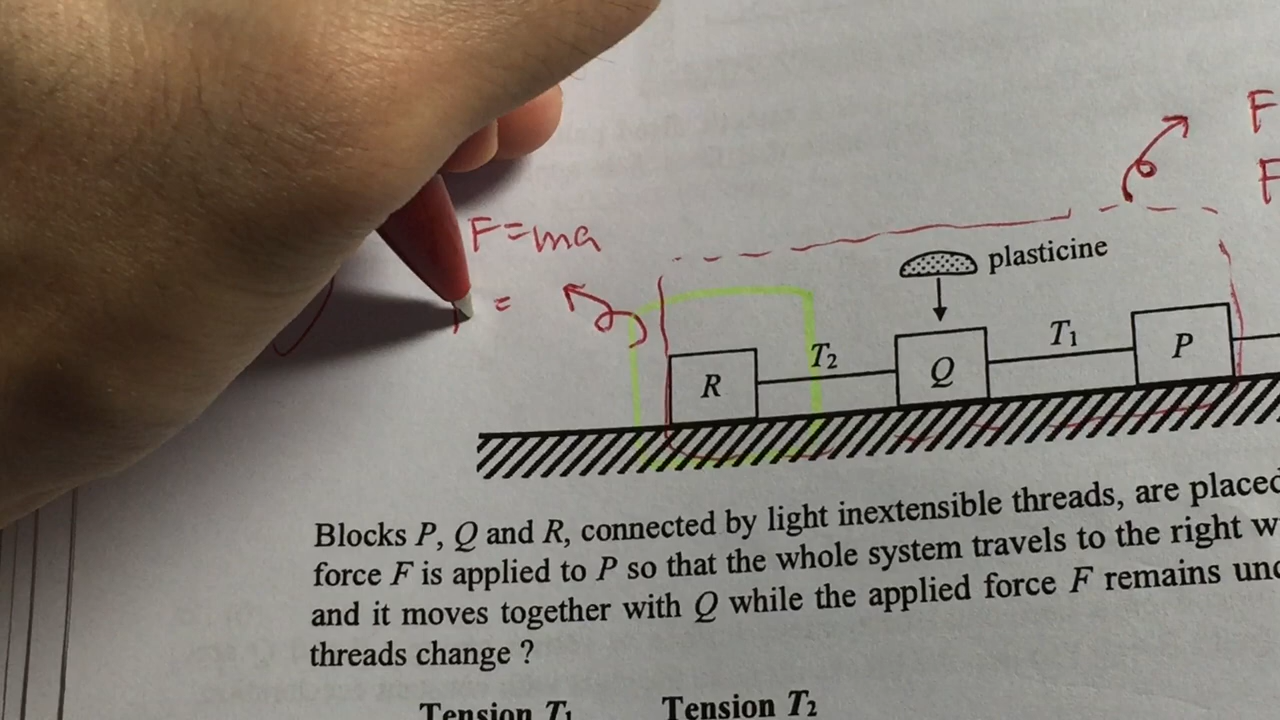 F
F
F=ma
=
plasticine
T₁
P
T₂
Q
R
Blocks P, Q and R, connected by light inextensible threads, are placed
force F is applied to P so that the whole system travels to the right w
and it moves together with Q while the applied force F remains unc
threads change ?
Tension T₁ Tension T₂